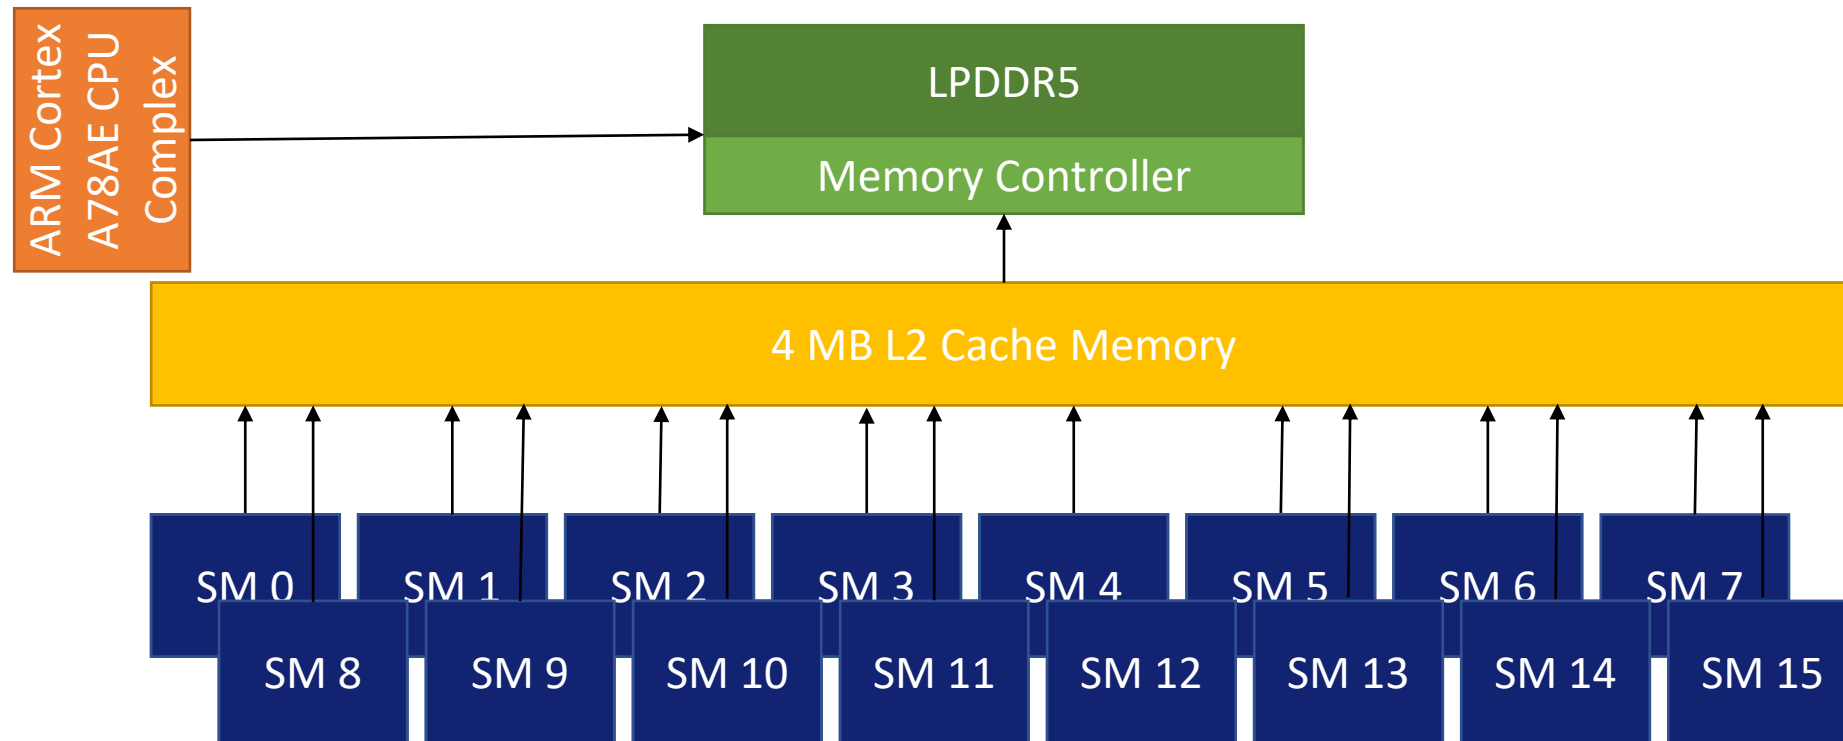 ARM Cortex
A78AE CPU
Complex
LPDDR5
Memory Controller
4 MB L2 Cache Memory
SM 0
SM 1
SM 2
SM 3
SM 4
SM 5
SM 6
SM 7
SM 8
SM 9
SM 10
SM 11
SM 12
SM 13
SM 14
SM 15